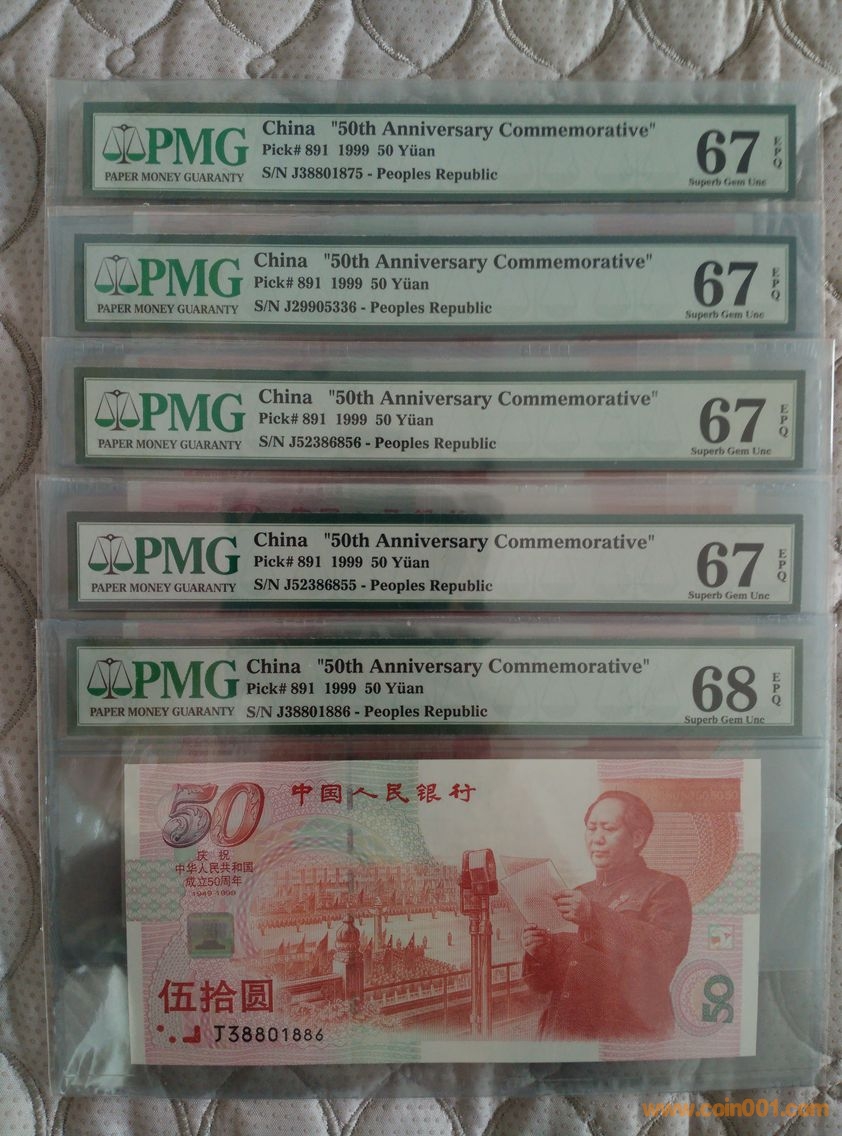 PMG
PAPER MONEY GUARANTY
China "50th Anniversary Commemorative"
Pick# 891 1999 50 Yüan
S/N J38801875 - Peoples Republic
67
EPQ
Superb Gem Unc
PMG
PAPER MONEY GUARANTY
China "50th Anniversary Commemorative"
Pick# 891 1999 50 Yüan
S/N J29905336 - Peoples Republic
67
EPQ
Superb Gem Unc
PMG
PAPER MONEY GUARANTY
China "50th Anniversary Commemorative"
Pick# 891 1999 50 Yüan
S/N J52386856 - Peoples Republic
67
EPQ
Superb Gem Unc
PMG
PAPER MONEY GUARANTY
China "50th Anniversary Commemorative"
Pick# 891 1999 50 Yüan
S/N J52386855 - Peoples Republic
67
EPQ
Superb Gem Unc
PMG
PAPER MONEY GUARANTY
China "50th Anniversary Commemorative"
Pick# 891 1999 50 Yüan
S/N J38801886 - Peoples Republic
68
EPQ
Superb Gem Unc
50
中国人民银行
庆祝
中华人民共和国
成立50周年
1949-1999
伍拾圆
50
J38801886
www.coin001.com